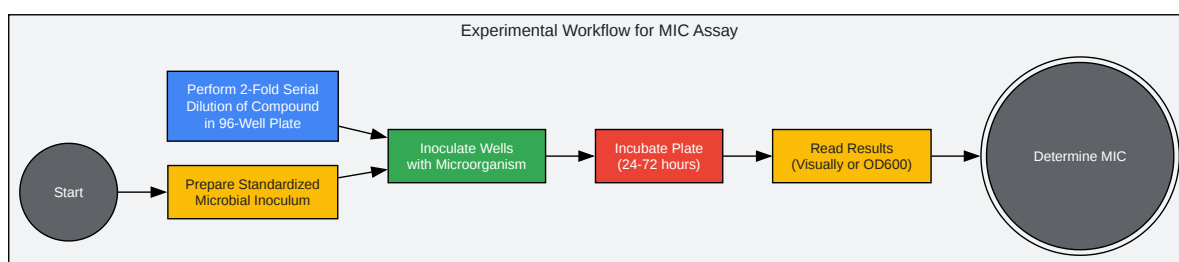 Experimental Workflow for MIC Assay
Perform 2-Fold Serial
Dilution of Compound
in 96-Well Plate
Start
Prepare Standardized
Microbial Inoculum
Inoculate Wells
with Microorganism
Incubate Plate
(24-72 hours)
Read Results
(Visually or OD600)
Determine MIC